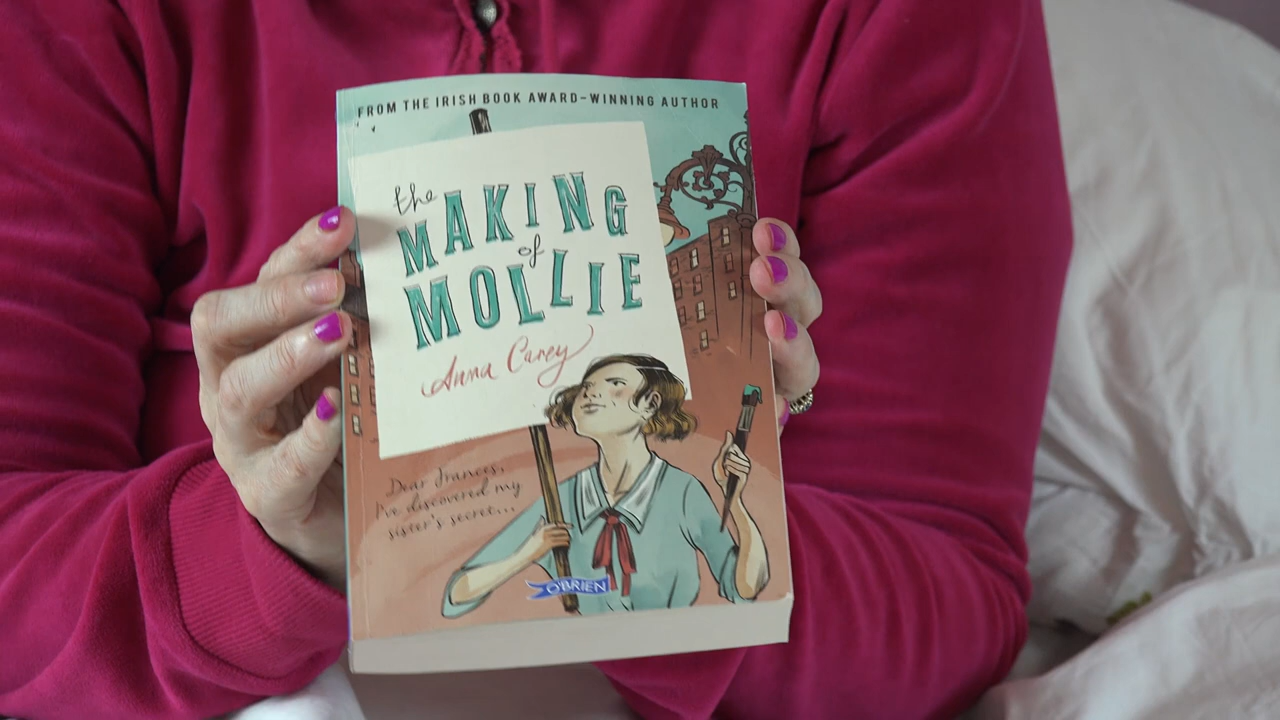 FROM THE IRISH BOOK AWARD-WINNING AUTHOR
the
MAKING
of
MOLLIE
Anna Carey
Dear Frances,
I've discovered my
sister's secret...
O'BRIEN